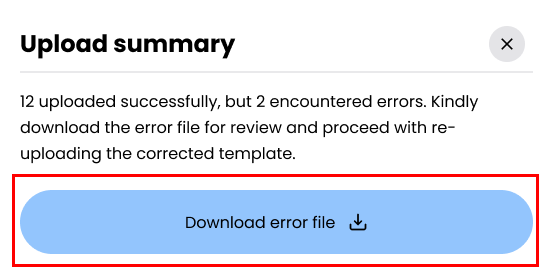 Upload summary
12 uploaded successfully, but 2 encountered errors. Kindly
download the error file for review and proceed with re-
uploading the corrected template.
Download error file